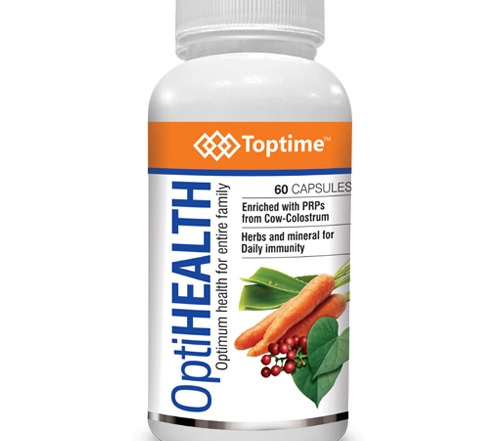 Toptime™
60 CAPSULES
Enriched with PRPs
from Cow-Colostrum
Herbs and mineral for
Daily immunity
OptiHEALTH
Optimum health for entire family